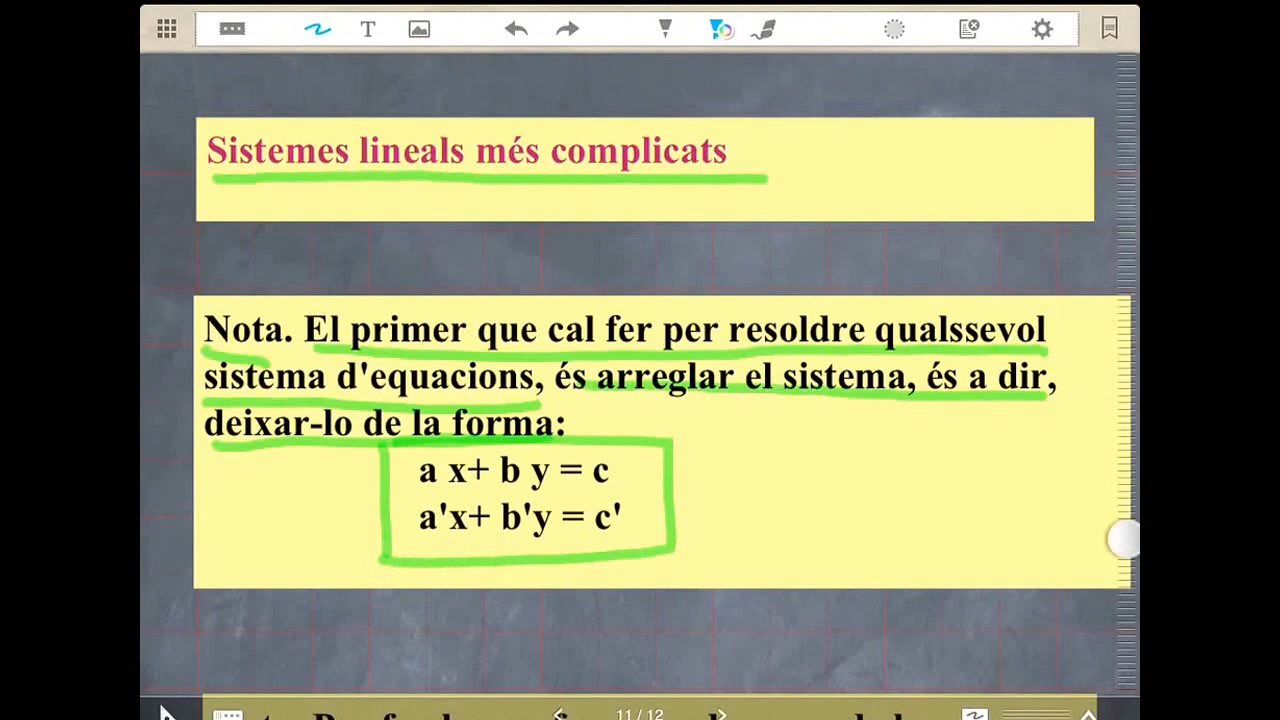 T
Sistemes lineals més complicats
Nota. El primer que cal fer per resoldre qualssevol
sistema d'equacions, és arreglar el sistema, és a dir,
deixar-lo de la forma:
a x+ b y = c
a'x+ b'y = c'
11/12